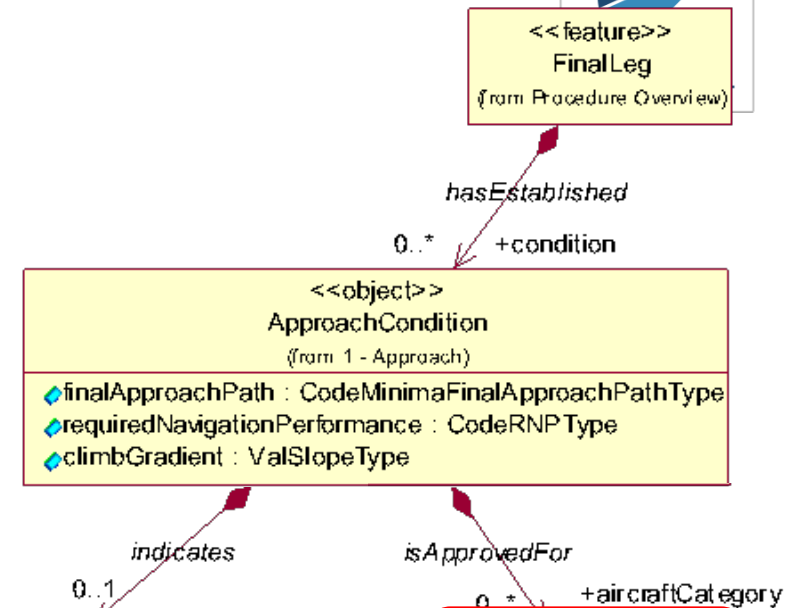 <<feature>>
FinalLeg
(from Procedure Overview)
hasEstablished
0..* +condition
<<object>>
ApproachCondition
(from 1 - Approach)
finalApproachPath : CodeMinimaFinalApproachPathType
requiredNavigationPerformance : CodeRNPType
climbGradient : ValSlopeType
indicates isApprovedFor
0..1 0..* +aircraftCategory